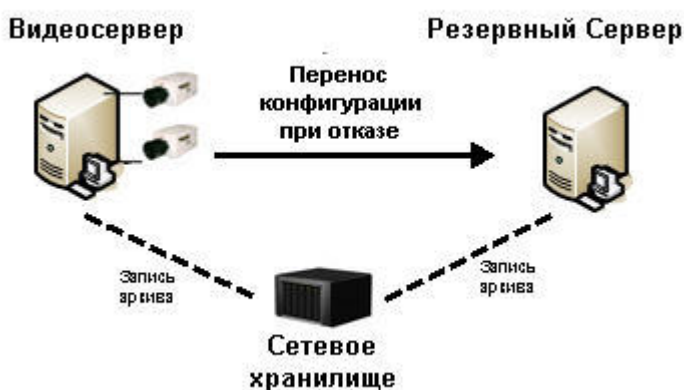 Видеосервер
Резервный Сервер
Перенос
конфигурации
при отказе
Запись
архива
Запись
архива
Сетевое
хранилище